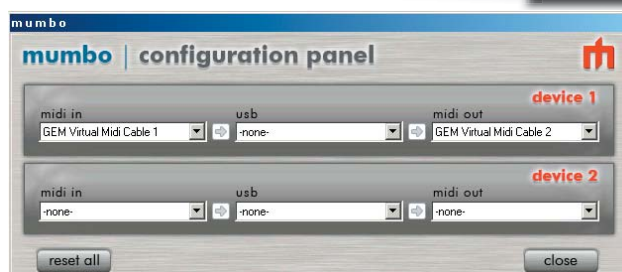 mumbo
mumbo | configuration panel
device 1
midi in usb midi out
GEM Virtual Midi Cable 1 -none- GEM Virtual Midi Cable 2
device 2
midi in usb midi out
-none- -none- -none-
reset all close